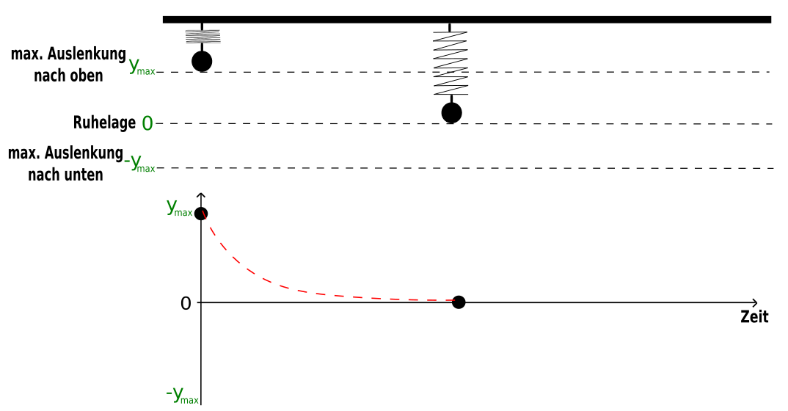 max. Auslenkung
nach oben
ymax
Ruhelage 0
max. Auslenkung
nach unten
-ymax
ymax
0
Zeit
-ymax